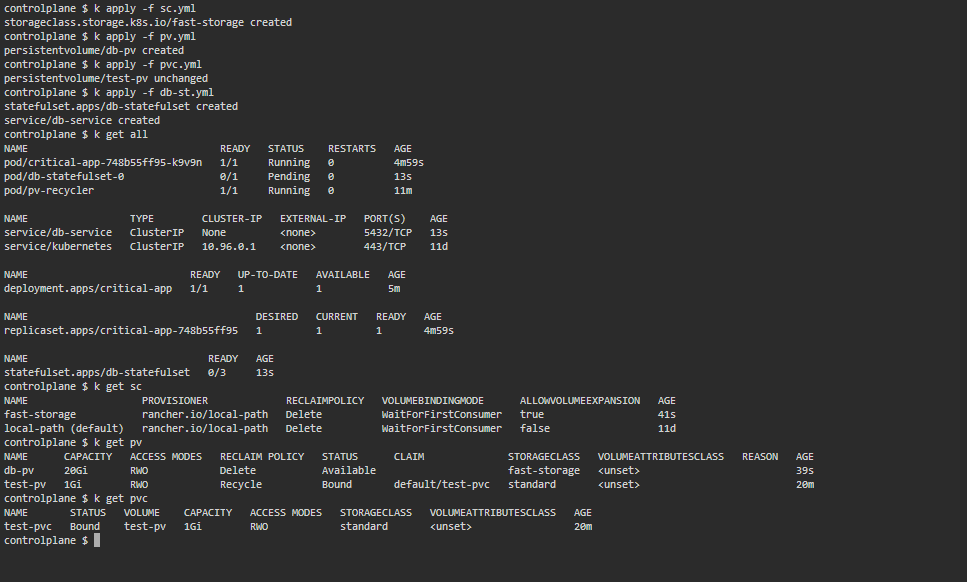 controlplane $ k apply -f sc.yml
storageclass.storage.k8s.io/fast-storage created
controlplane $ k apply -f pv.yml
persistentvolume/db-pv created
controlplane $ k apply -f pvc.yml
persistentvolume/test-pv unchanged
controlplane $ k apply -f db-st.yml
statefulset.apps/db-statefulset created
service/db-service created
controlplane $ k get all
NAME READY STATUS RESTARTS AGE
pod/critical-app-748b55ff95-k9v9n 1/1 Running 0 4m59s
pod/db-statefulset-0 0/1 Pending 0 13s
pod/pv-recycler 1/1 Running 0 11m
NAME TYPE CLUSTER-IP EXTERNAL-IP PORT(S) AGE
service/db-service ClusterIP None <none> 5432/TCP 13s
service/kubernetes ClusterIP 10.96.0.1 <none> 443/TCP 11d
NAME READY UP-TO-DATE AVAILABLE AGE
deployment.apps/critical-app 1/1 1 1 5m
NAME DESIRED CURRENT READY AGE
replicaset.apps/critical-app-748b55ff95 1 1 1 4m59s
NAME READY AGE
statefulset.apps/db-statefulset 0/3 13s
controlplane $ k get sc
NAME PROVISIONER RECLAIMPOLICY VOLUMEBINDINGMODE ALLOWVOLUMEEXPANSION AGE
fast-storage rancher.io/local-path Delete WaitForFirstConsumer true 41s
local-path (default) rancher.io/local-path Delete WaitForFirstConsumer false 11d
controlplane $ k get pv
NAME CAPACITY ACCESS MODES RECLAIM POLICY STATUS CLAIM STORAGECLASS VOLUMEATTRIBUTESCLASS REASON AGE
db-pv 20Gi RWO Delete Available fast-storage <unset> 39s
test-pv 1Gi RWO Recycle Bound default/test-pvc standard <unset> 20m
controlplane $ k get pvc
NAME STATUS VOLUME CAPACITY ACCESS MODES STORAGECLASS VOLUMEATTRIBUTESCLASS AGE
test-pvc Bound test-pv 1Gi RWO standard <unset> 20m
controlplane $